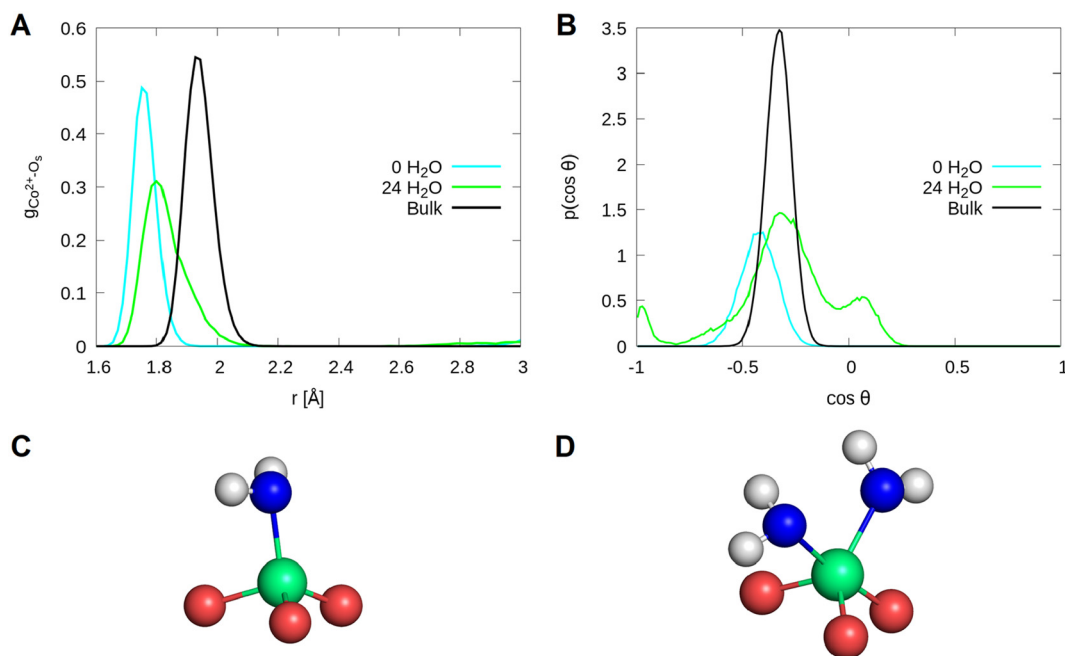 A
B
g_Co²⁺-Oₛ
0.5
0.4
0.3
0.2
0.1
0
1.6
1.8
2
2.2
2.4
2.6
2.8
3
r [Å]
0 H₂O
24 H₂O
Bulk
p(cos θ)
3.5
3
2.5
2
1.5
1
0.5
0
-1
-0.5
0
0.5
1
cos θ
0 H₂O
24 H₂O
Bulk
C
D